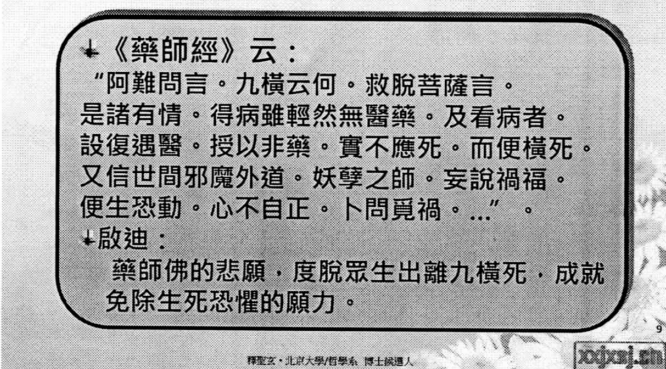 《藥師經》云：
“阿難問言。九橫云何。救脫菩薩言。
是諸有情。得病雖輕然無醫藥。及看病者。
設復遇醫。授以非藥。實不應死。而便橫死。
又信世間邪魔外道。妖孽之師。妄說禍福。
便生恐動。心不自正。卜問覓禍。…”。
啟迪：
藥師佛的悲願，度脫眾生出離九橫死，成就
免除生死恐懼的願力。
9
釋聖玄・北京大學/哲學系 博士候選人
xxjxsj.cn